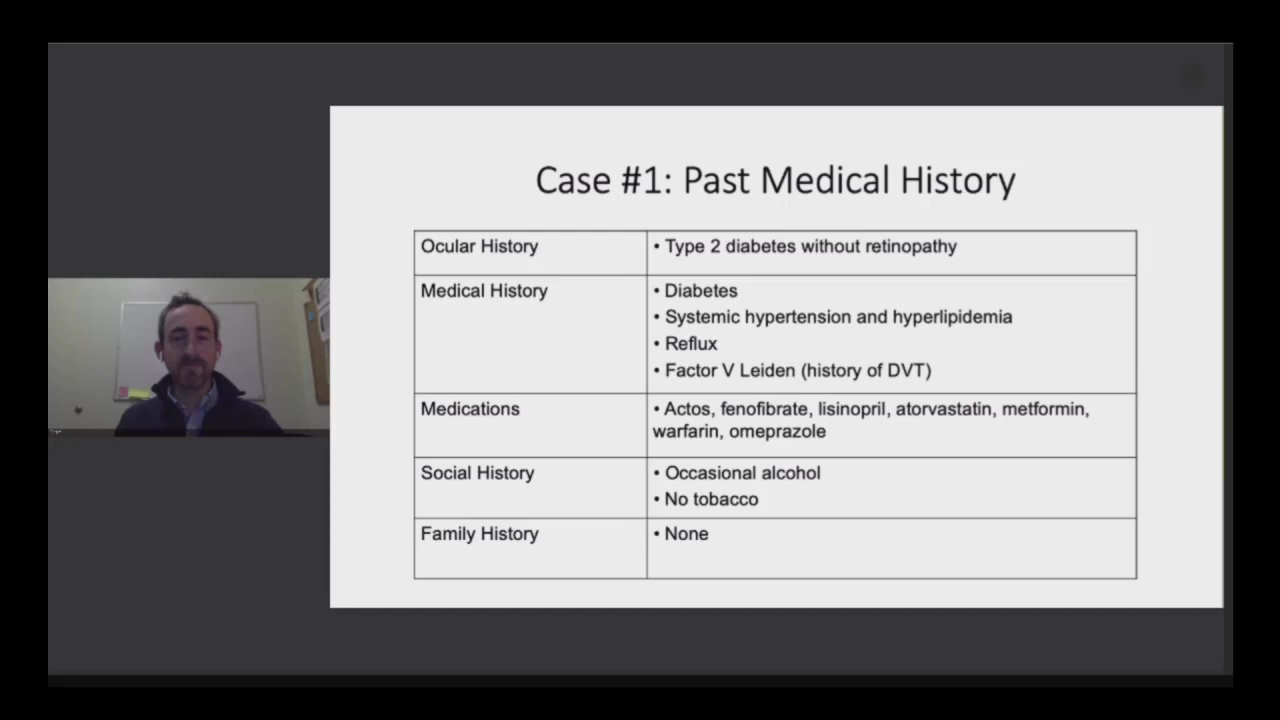 Case #1: Past Medical History
Ocular History
• Type 2 diabetes without retinopathy
Medical History
• Diabetes
• Systemic hypertension and hyperlipidemia
• Reflux
• Factor V Leiden (history of DVT)
Medications
• Actos, fenofibrate, lisinopril, atorvastatin, metformin,
warfarin, omeprazole
Social History
• Occasional alcohol
• No tobacco
Family History
• None